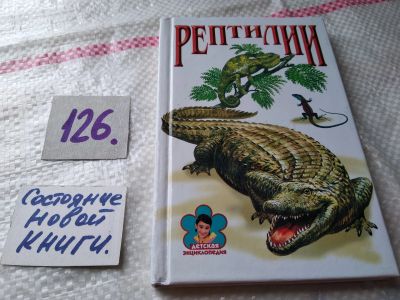 РЕПТИЛИИ
126.
Состояние
новой
книги.
ДЕТСКАЯ
ЭНЦИКЛОПЕДИЯ